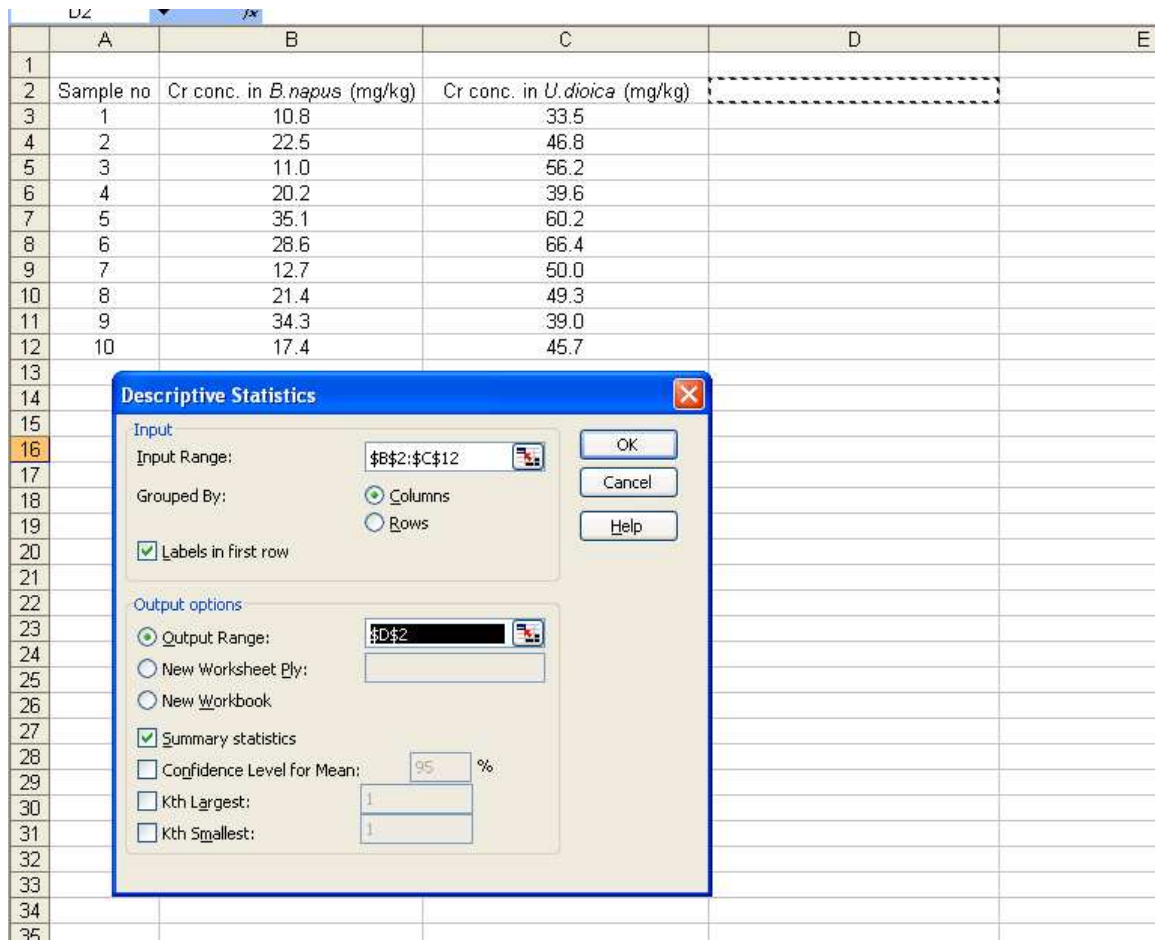 D2 fx
A B C D E
1
2 Sample no Cr conc. in B.napus (mg/kg) Cr conc. in U.dioica (mg/kg)
3 1 10.8 33.5
4 2 22.5 46.8
5 3 11.0 56.2
6 4 20.2 39.6
7 5 35.1 60.2
8 6 28.6 66.4
9 7 12.7 50.0
10 8 21.4 49.3
11 9 34.3 39.0
12 10 17.4 45.7
13
14
15
16
17
18
19
20
21
22
23
24
25
26
27
28
29
30
31
32
33
34
35
Descriptive Statistics
Input
Input Range: $B$2:$C$12
OK
Cancel
Grouped By: Columns
Rows
Help
Labels in first row
Output options
Output Range: $D$2
New Worksheet Ply:
New Workbook
Summary statistics
Confidence Level for Mean: 95 %
Kth Largest: 1
Kth Smallest: 1